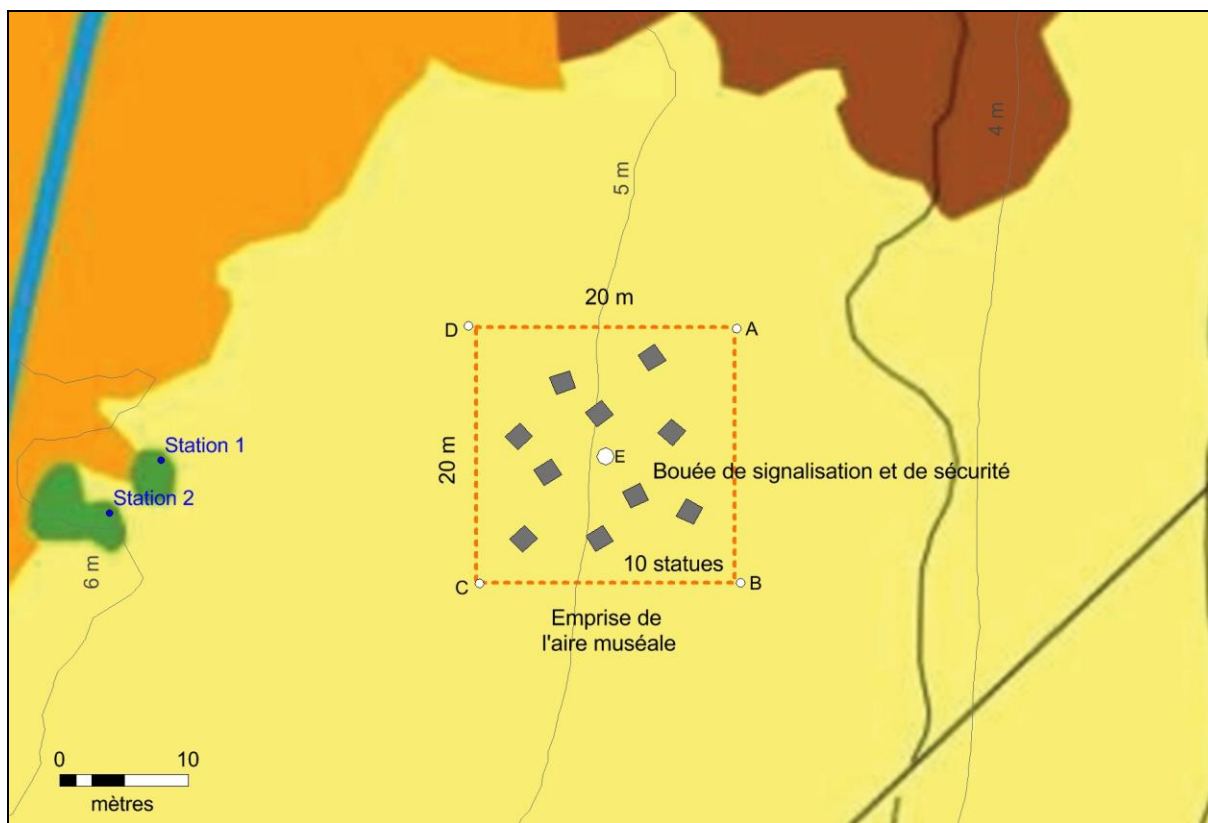 4 m
5 m
20 m
D
A
Station 1
20 m
E
Bouée de signalisation et de sécurité
Station 2
10 statues
6 m
C
B
Emprise de
l'aire muséale
0 10
mètres